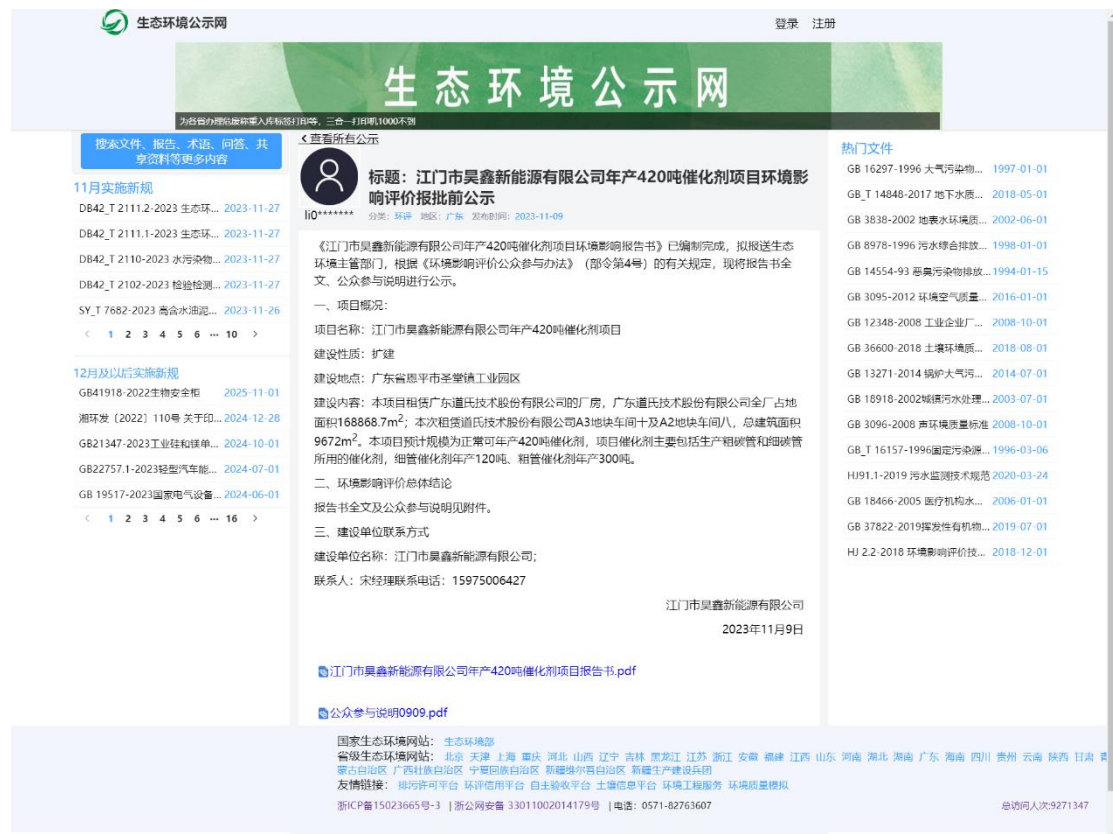 生态环境公示网
登录 注册
生态环境公示网
搜索文件、报告、术语、问答、共
享资料等更多内容
11月实施新规
DB42_T 2111.2-2023 生态环... 2023-11-27
DB42_T 2111.1-2023 生态环... 2023-11-27
DB42_T 2110-2023 水污染物... 2023-11-27
DB42_T 2102-2023 检验检测... 2023-11-27
SY_T 7682-2023 高含水油泥... 2023-11-26
< 1 2 3 4 5 6 ... 10 >
12月及以后实施新规
GB41918-2022生物安全柜 2025-11-01
湘环发〔2022〕110号 关于印... 2024-12-28
GB21347-2023工业硅和镁单... 2024-10-01
GB22757.1-2023轻型汽车能... 2024-07-01
GB 19517-2023国家电气设备... 2024-06-01
< 1 2 3 4 5 6 ... 16 >
<查看所有公示
li0*******
标题：江门市昊鑫新能源有限公司年产420吨催化剂项目环境影
响评价报批前公示
分类：环评 地区：广东 发布时间：2023-11-09
《江门市昊鑫新能源有限公司年产420吨催化剂项目环境影响报告书》已编制完成，拟报送生态
环境主管部门，根据《环境影响评价公众参与办法》（部令第4号）的有关规定，现将报告书全
文、公众参与说明进行公示。
一、项目概况：
项目名称：江门市昊鑫新能源有限公司年产420吨催化剂项目
建设性质：扩建
建设地点：广东省恩平市圣堂镇工业园区
建设内容：本项目租赁广东道氏技术股份有限公司的厂房，广东道氏技术股份有限公司全厂占地
面积168868.7m²；本次租赁道氏技术股份有限公司A3地块车间十及A2地块车间八，总建筑面积
9672m²。本项目预计规模为正常可年产420吨催化剂，项目催化剂主要包括生产粗碳管和细碳管
所用的催化剂，细管催化剂年产120吨、粗管催化剂年产300吨。
二、环境影响评价总体结论
报告书全文及公众参与说明见附件。
三、建设单位联系方式
建设单位名称：江门市昊鑫新能源有限公司；
联系人：宋经理联系电话：15975006427
江门市昊鑫新能源有限公司
2023年11月9日
江门市昊鑫新能源有限公司年产420吨催化剂项目报告书.pdf
公众参与说明0909.pdf
热门文件
GB 16297-1996 大气污染物... 1997-01-01
GB_T 14848-2017 地下水质... 2018-05-01
GB 3838-2002 地表水环境质... 2002-06-01
GB 8978-1996 污水综合排放... 1998-01-01
GB 14554-93 恶臭污染物排放... 1994-01-15
GB 3095-2012 环境空气质量... 2016-01-01
GB 12348-2008 工业企业厂... 2008-10-01
GB 36600-2018 土壤环境质... 2018-08-01
GB 13271-2014 锅炉大气污... 2014-07-01
GB 18918-2002城镇污水处理... 2003-07-01
GB 3096-2008 声环境质量标准 2008-10-01
GB_T 16157-1996固定污染源... 1996-03-06
HJ91.1-2019 污水监测技术规范 2020-03-24
GB 18466-2005 医疗机构水... 2006-01-01
GB 37822-2019挥发性有机物... 2019-07-01
HJ 2.2-2018 环境影响评价技... 2018-12-01
国家生态环境网站：生态环境部
省级生态环境网站：北京 天津 上海 重庆 河北 山西 辽宁 吉林 黑龙江 江苏 浙江 安徽 福建 江西 山东 河南 湖北 湖南 广东 海南 四川 贵州 云南 陕西 甘肃
蒙古自治区 广西壮族自治区 宁夏回族自治区 新疆维吾尔自治区 新疆生产建设兵团
友情链接：排污许可平台 环评信用平台 自主验收平台 土壤信息平台 环境工程服务 环境质量模拟
浙ICP备15023665号-3 |浙公网安备 33011002014179号 |电话：0571-82763607
总访问人次:9271347